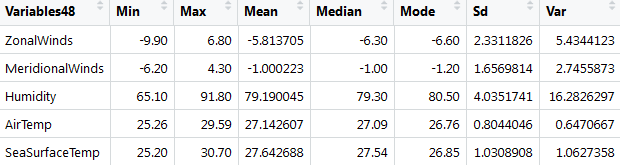 Variables48 Min Max Mean Median Mode Sd Var
ZonalWinds -9.90 6.80 -5.813705 -6.30 -6.60 2.3311826 5.4344123
MeridionalWinds -6.20 4.30 -1.000223 -1.00 -1.20 1.6569814 2.7455873
Humidity 65.10 91.80 79.190045 79.30 80.50 4.0351741 16.2826297
AirTemp 25.26 29.59 27.142607 27.09 26.76 0.8044046 0.6470667
SeaSurfaceTemp 25.20 30.70 27.642688 27.54 26.85 1.0308908 1.0627358